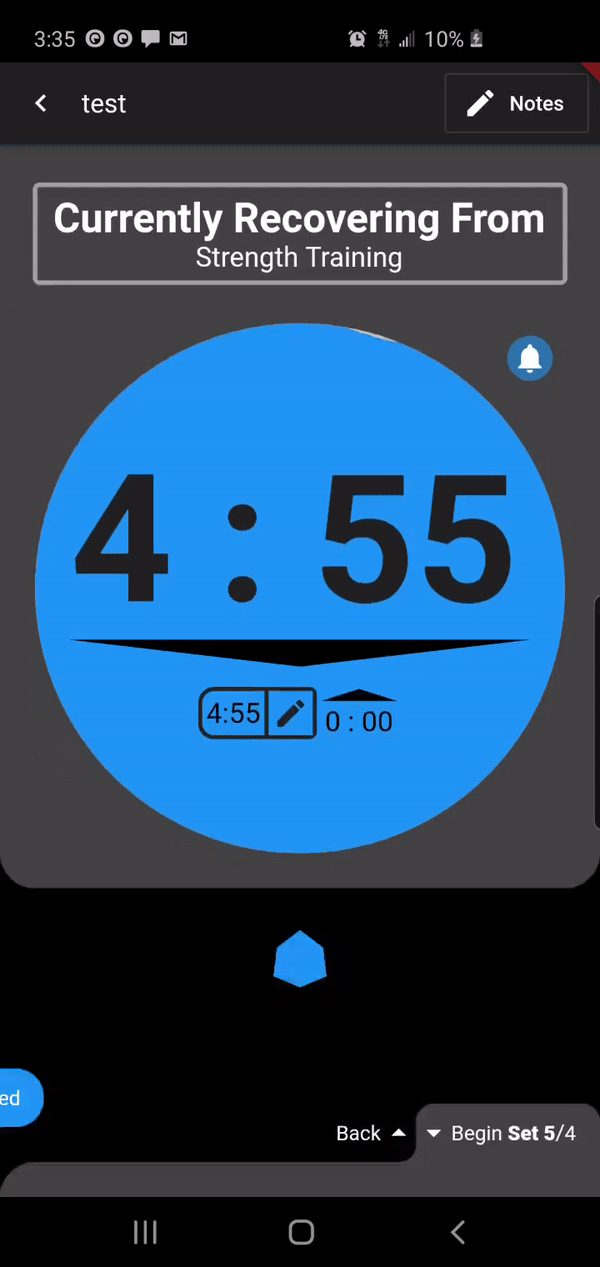 3:35 10%
test Notes
Currently Recovering From
Strength Training
4 : 55
4:55 0 : 00
ed
Back Begin Set 5/4